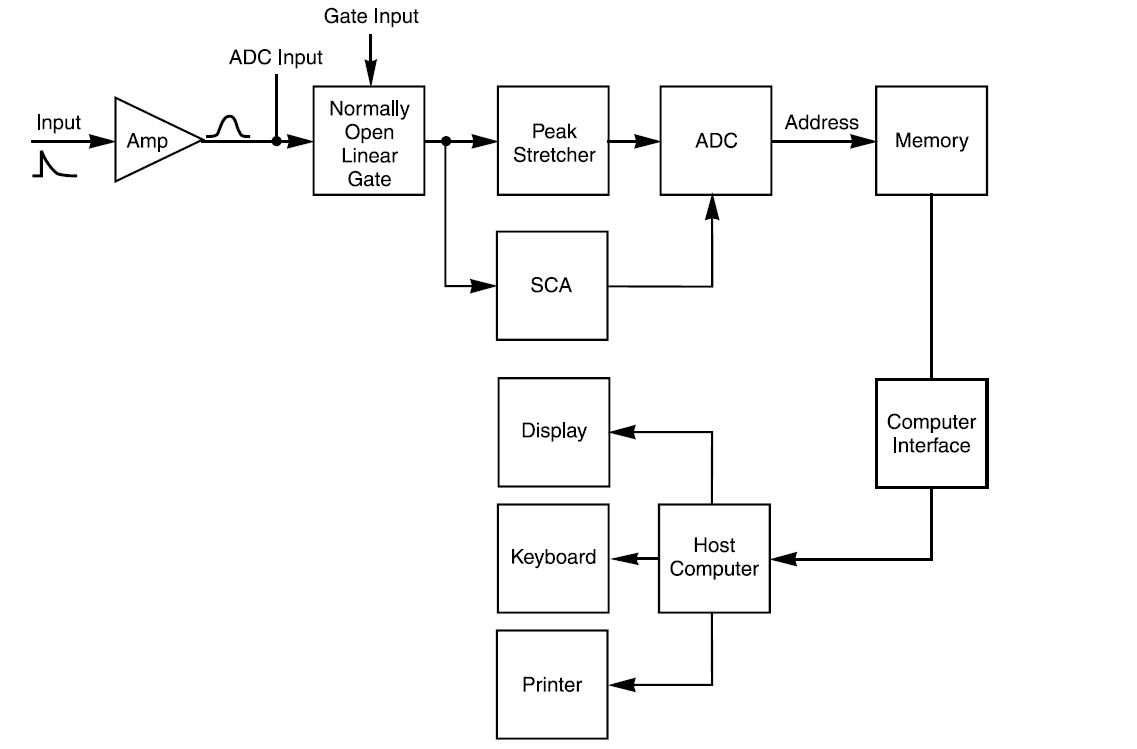 Gate Input
ADC Input
Input
Amp
Normally
Open
Linear
Gate
Peak
Stretcher
ADC
Address
Memory
SCA
Display
Computer
Interface
Keyboard
Host
Computer
Printer